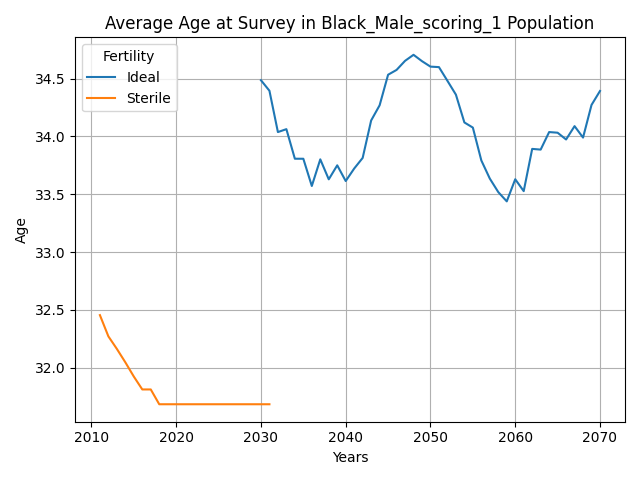 Average Age at Survey in Black_Male_scoring_1 Population
Fertility
Ideal
Sterile
Age
34.5
34.0
33.5
33.0
32.5
32.0
2010 2020 2030 2040 2050 2060 2070
Years